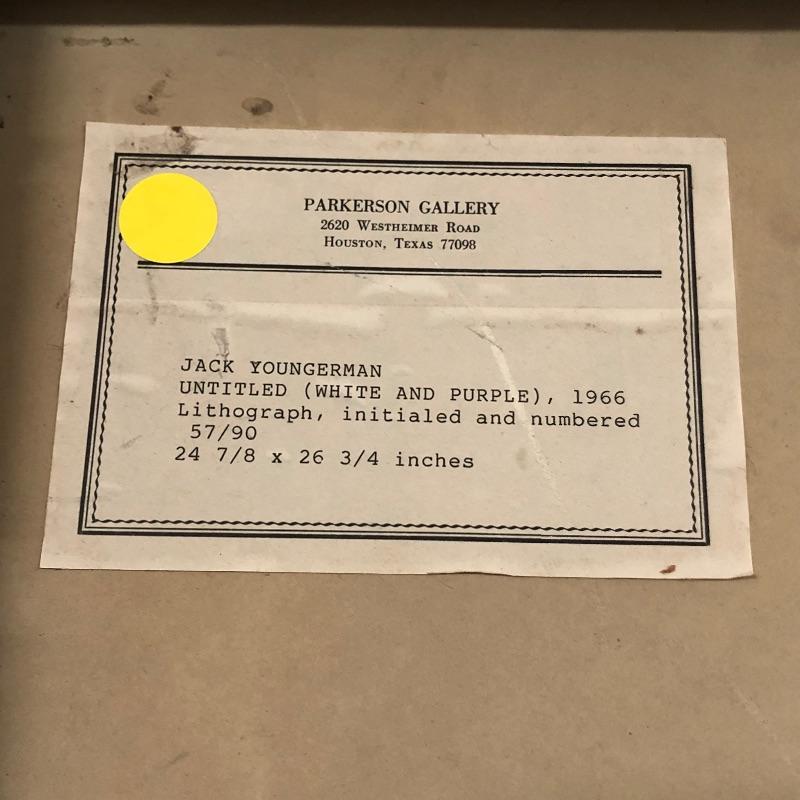 PARKERSON GALLERY
2620 WESTHEIMER ROAD
HOUSTON, TEXAS 77098
JACK YOUNGERMAN
UNTITLED (WHITE AND PURPLE), 1966
Lithograph, initialed and numbered
57/90
24 7/8 x 26 3/4 inches